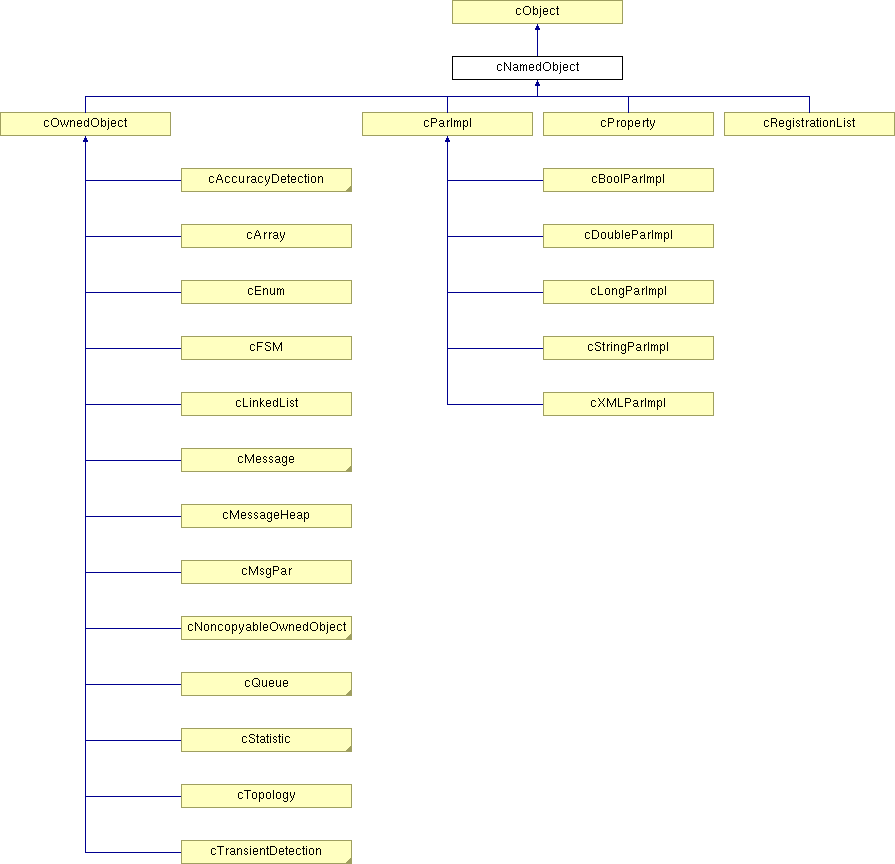 cObject
cNamedObject
cOwnedObject
cParImpl
cProperty
cRegistrationList
cAccuracyDetection
cBoolParImpl
cArray
cDoubleParImpl
cEnum
cLongParImpl
cFSM
cStringParImpl
cLinkedList
cXMLParImpl
cMessage
cMessageHeap
cMsgPar
cNoncopyableOwnedObject
cQueue
cStatistic
cTopology
cTransientDetection